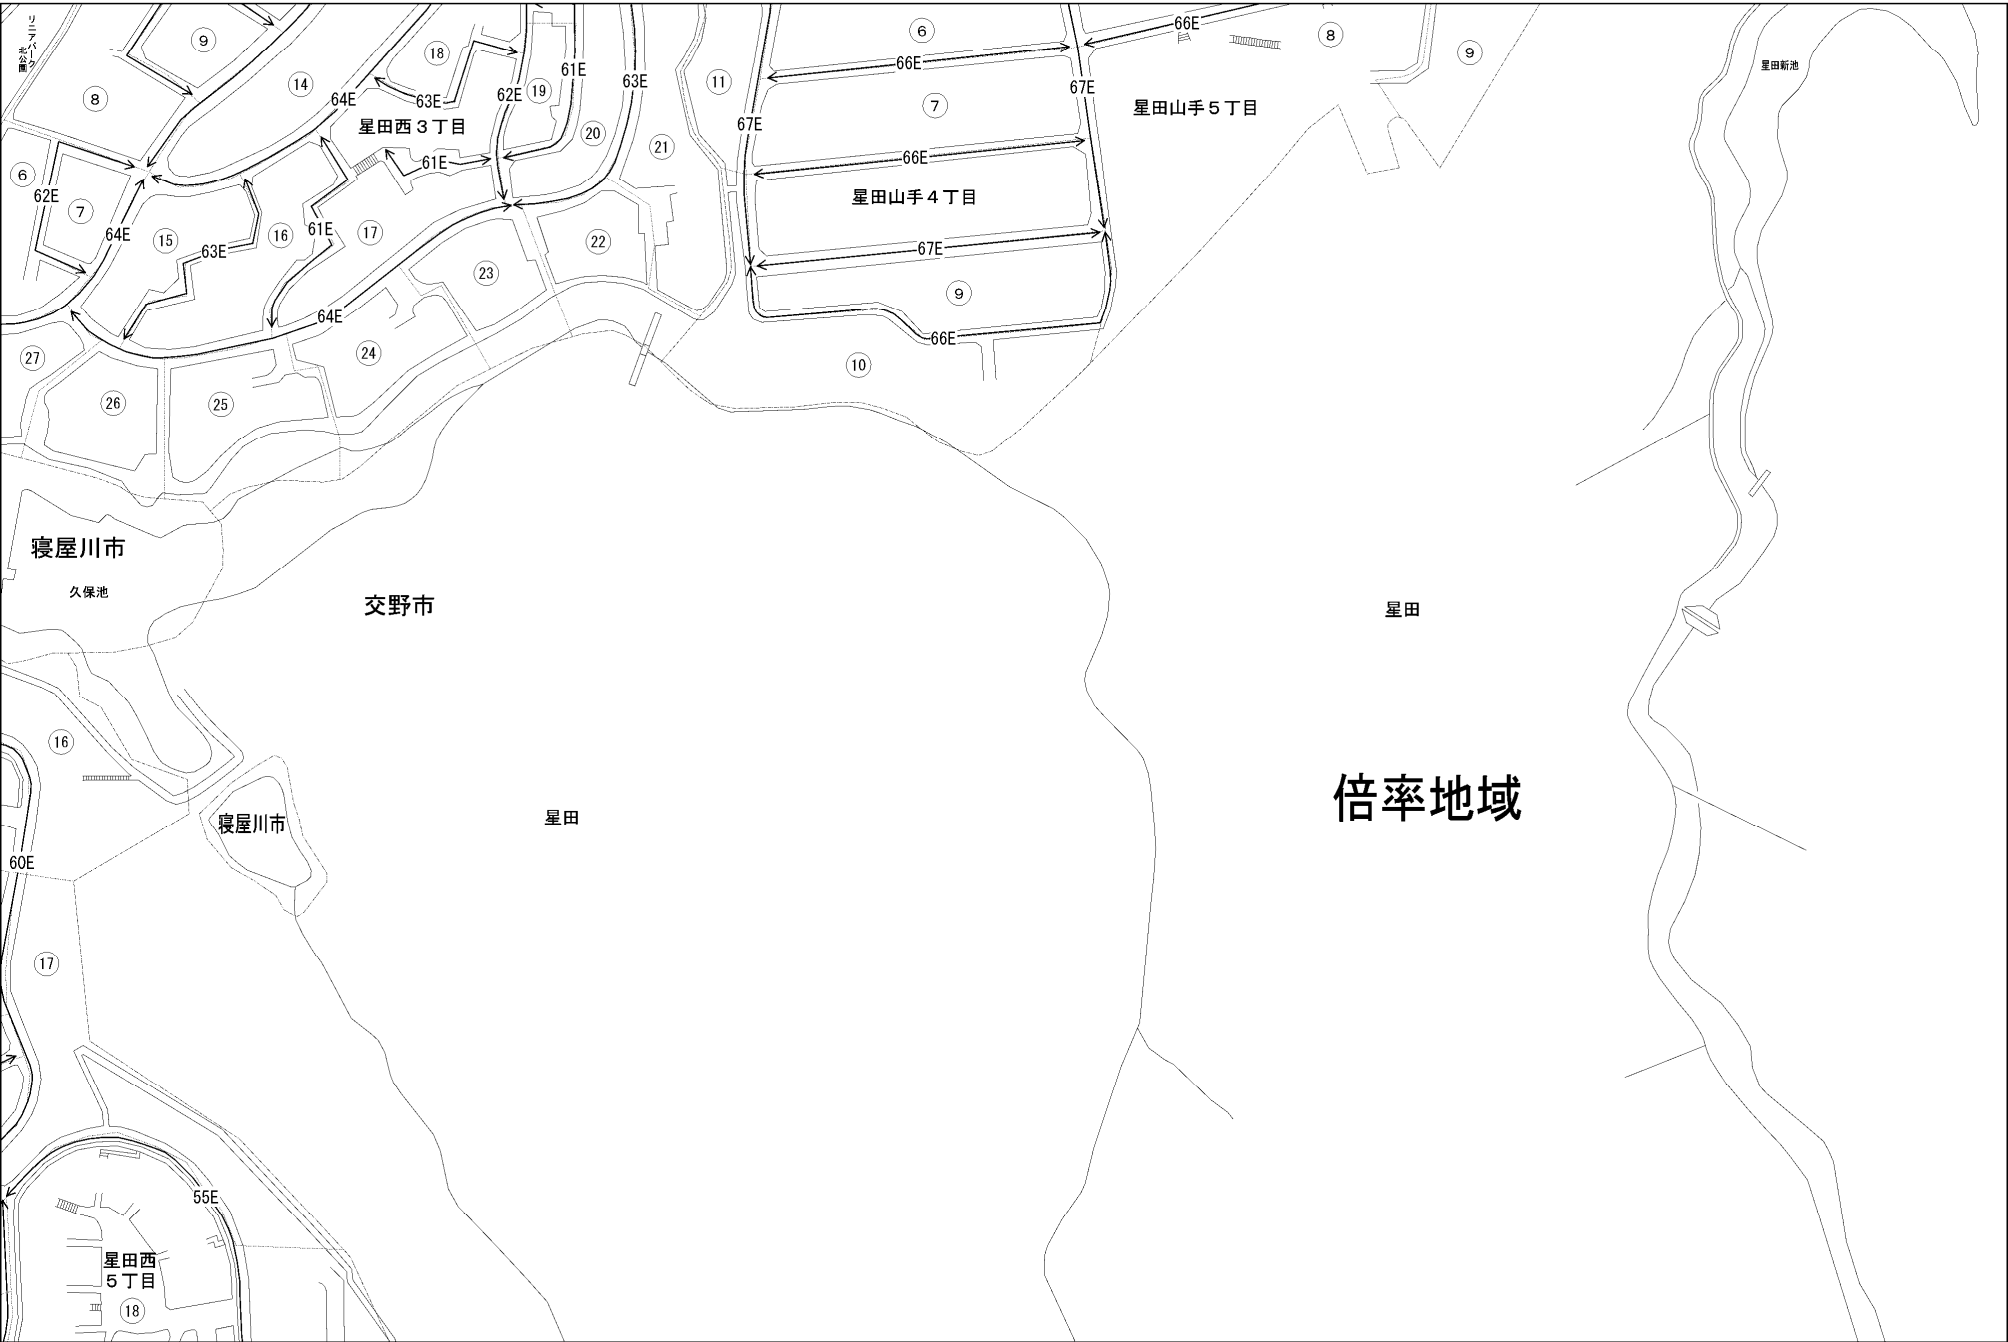 リニアパーク
北公園
9
14
8
6
62E
7
64E
15
63E
16
61E
17
64E
18
63E
62E
19
61E
20
63E
21
11
星田西３丁目
61E
22
23
64E
24
25
26
27
6
66E
67E
67E
7
66E
星田山手４丁目
67E
9
66E
10
66E
8
9
星田山手５丁目
星田新池
寝屋川市
久保池
交野市
星田
16
寝屋川市
星田
倍率地域
60E
17
55E
星田西
５丁目
18